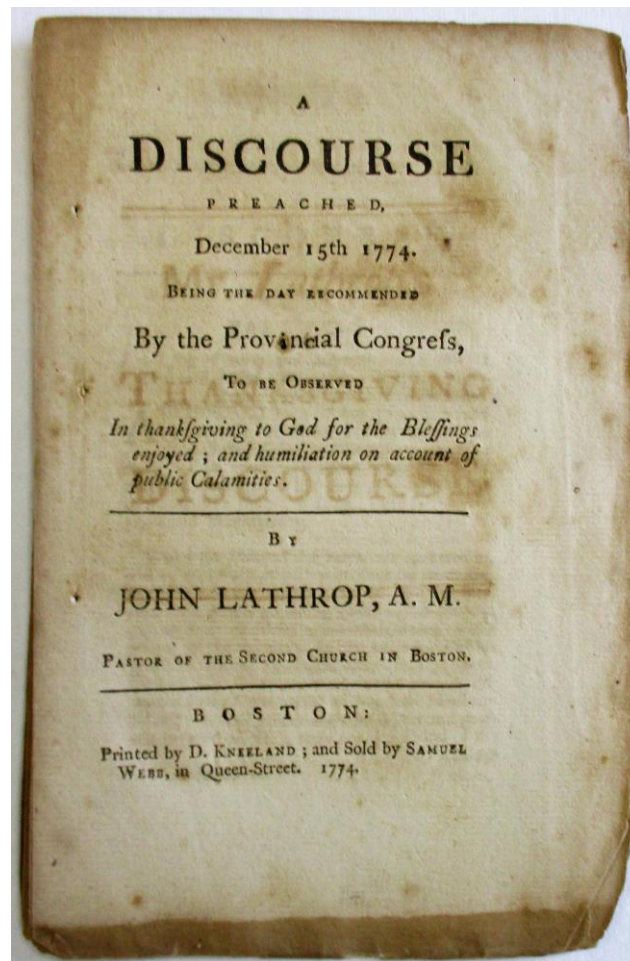 A
DISCOURSE
PREACHED,
December 15th 1774.
BEING THE DAY RECOMMENDED
By the Provincial Congreſs,
TO BE OBSERVED
In thankſgiving to God for the Bleſſings
enjoyed ; and humiliation on account of
public Calamities.
BY
JOHN LATHROP, A. M.
PASTOR OF THE SECOND CHURCH IN BOSTON.
BOSTON:
Printed by D. KNEELAND ; and Sold by SAMUEL
WEBB, in Queen-Street. 1774.